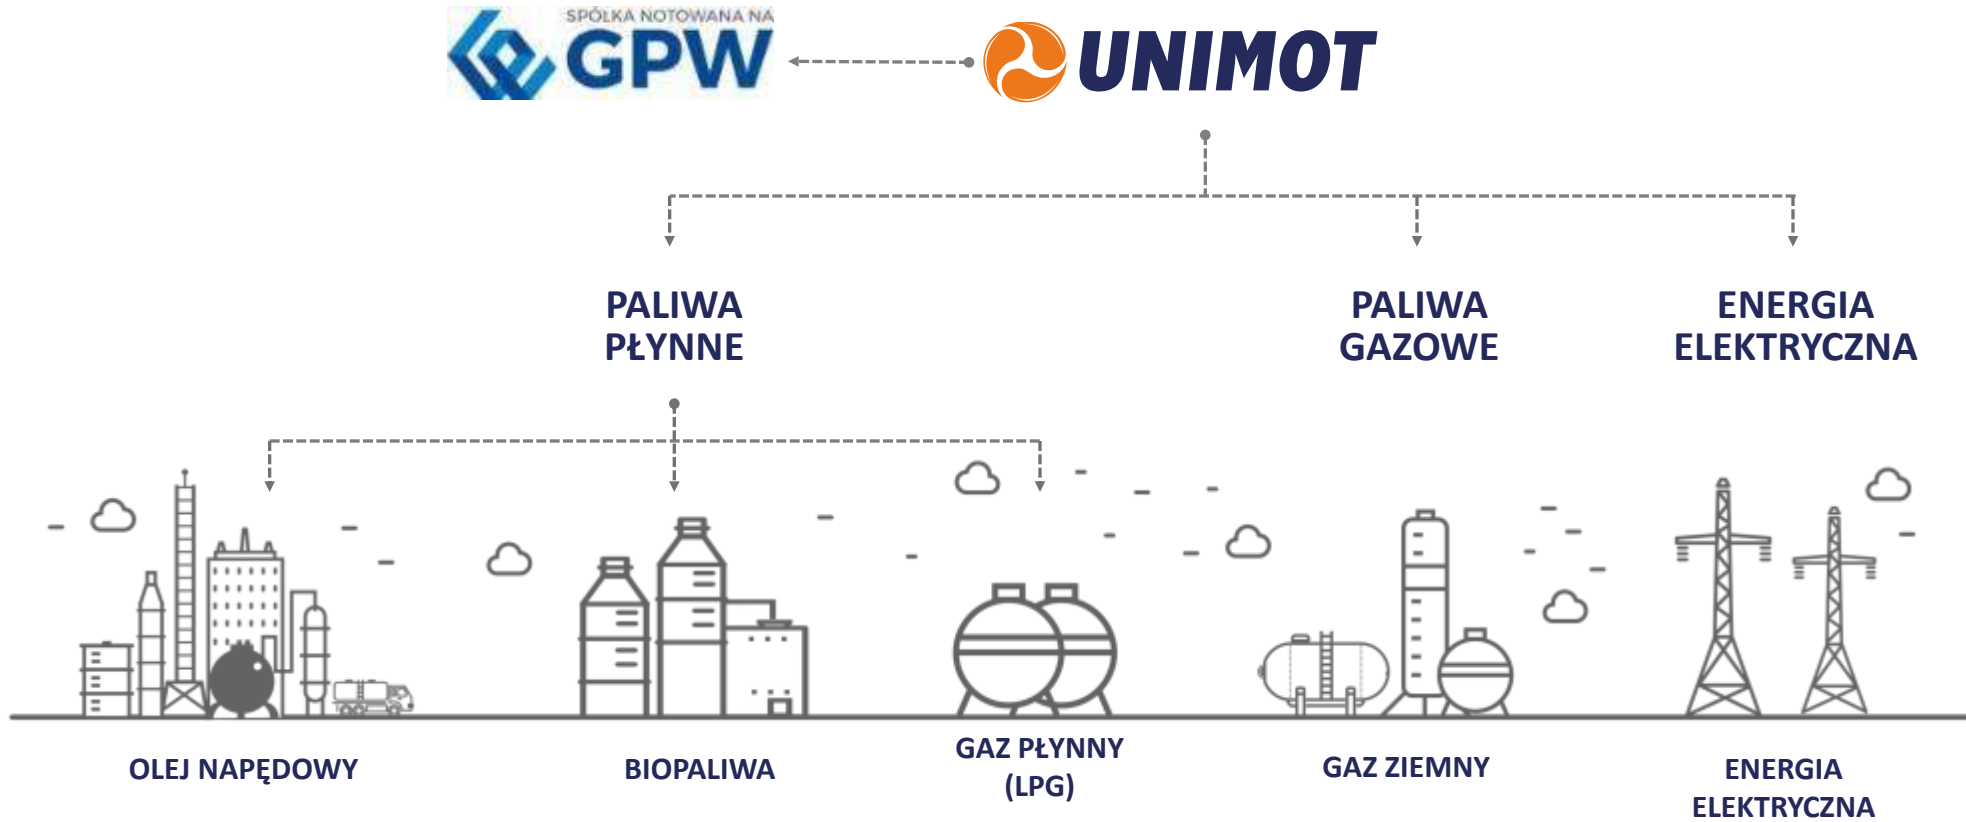 SPÓŁKA NOTOWANA NA
GPW
UNIMOT
PALIWA
PŁYNNE
PALIWA
GAZOWE
ENERGIA
ELEKTRYCZNA
OLEJ NAPĘDOWY
BIOPALIWA
GAZ PŁYNNY
(LPG)
GAZ ZIEMNY
ENERGIA
ELEKTRYCZNA